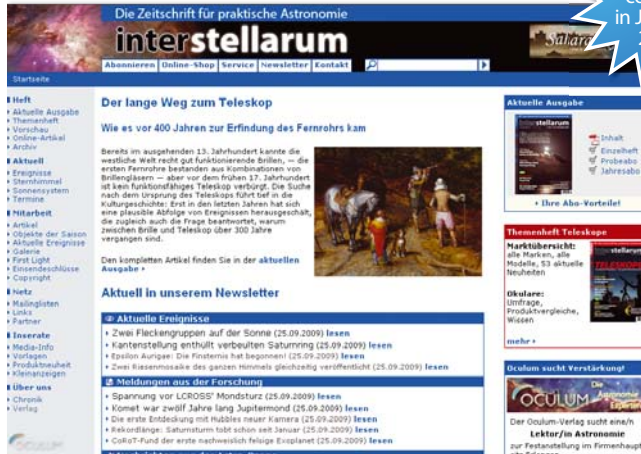 Die Zeitschrift für praktische Astronomie
interstellarum
Abonnieren Online-Shop Service Newsletter Kontakt
Startseite
Heft
Aktuelle Ausgabe
Themenheft
Vorschau
Online-Artikel
Archiv
Aktuell
Ereignisse
Sternhimmel
Sonnensystem
Termine
Mitarbeit
Artikel
Objekte der Saison
Aktuelle Ereignisse
Galerie
First Light
Einsendeschlüsse
Copyright
Netz
Mailinglisten
Links
Partner
Inserate
Media-Info
Vorlagen
Produktneuheit
Kleinanzeigen
Über uns
Chronik
Verlag
OCULUM
Der lange Weg zum Teleskop
Wie es vor 400 Jahren zur Erfindung des Fernrohrs kam
Bereits im ausgehenden 13. Jahrhundert kannte die
westliche Welt recht gut funktionierende Brillen, — die
ersten Fernrohre bestanden aus Kombinationen von
Brillengläsern — aber vor dem frühen 17. Jahrhundert
ist kein funktionsfähiges Teleskop verbürgt. Die Suche
nach dem Ursprung des Teleskops führt tief in die
Kulturgeschichte: Erst in den letzten Jahren hat sich
eine plausible Abfolge von Ereignissen herausgeschält,
die zugleich auch die Frage beantwortet, warum
zwischen Brille und Teleskop über 300 Jahre
vergangen sind.
Den kompletten Artikel finden Sie in der aktuellen
Ausgabe
Aktuell in unserem Newsletter
Aktuelle Ereignisse
Zwei Fleckengruppen auf der Sonne (25.09.2009) lesen
Kantenstellung enthüllt verbeulten Saturnring (25.09.2009) lesen
Epsilon Aurigae: Die Finsternis hat begonnen! (25.09.2009) lesen
Zwei Riesenmosaike des ganzen Himmels gleichzeitig veröffentlicht (25.09.2009) lesen
Meldungen aus der Forschung
Spannung vor LCROSS' Mondsturz (25.09.2009) lesen
Komet war zwölf Jahre lang Jupitermond (25.09.2009) lesen
Die erste Entdeckung mit Hubbles neuer Kamera (25.09.2009) lesen
Rekordlänge: Saturnsturm tobt schon seit Januar (25.09.2009) lesen
CoRoT-Fund der erste nachweislich felsige Exoplanet (25.09.2009) lesen
in J
Sahara
Aktuelle Ausgabe
interstellarum
Inhalt
Einzelheft
Probeabo
Jahresabo
Ihre Abo-Vorteile!
Themenheft Teleskope
Marktübersicht:
alle Marken, alle
Modelle, 53 aktuelle
Neuheiten
Okulare:
Umfrage,
Produktvergleiche,
Wissen
mehr
TELESKOPE
Oculum sucht Verstärkung!
OCULUM
Die
Astronomie
Der Oculum-Verlag sucht eine/n
Lektor/in Astronomie
zur Festanstellung im Firmenhaupt